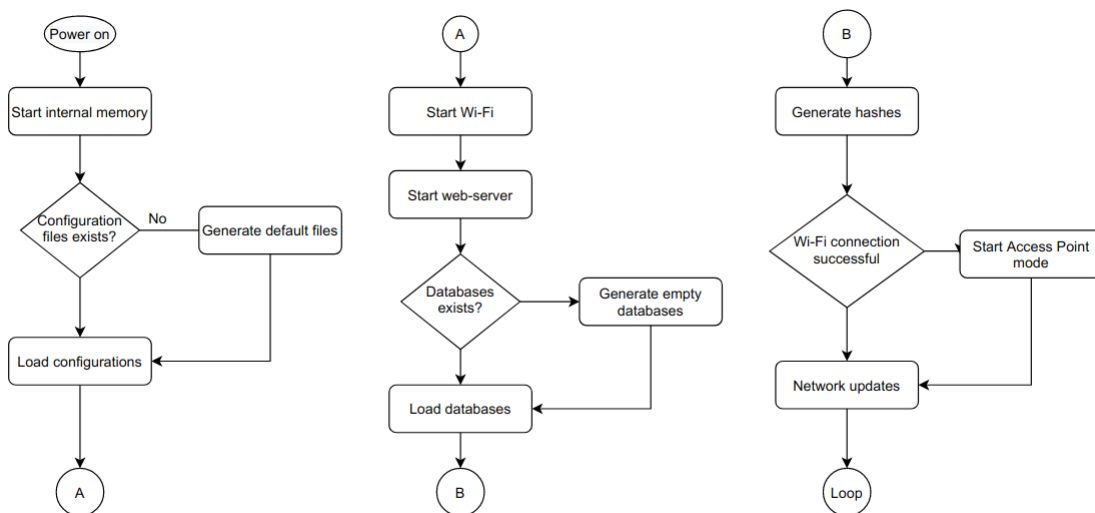 Power on
Start internal memory
Configuration
files exists?
No
Generate default files
Load configurations
A
A
Start Wi-Fi
Start web-server
Databases
exists?
Generate empty
databases
Load databases
B
B
Generate hashes
Wi-Fi connection
successful
Start Access Point
mode
Network updates
Loop